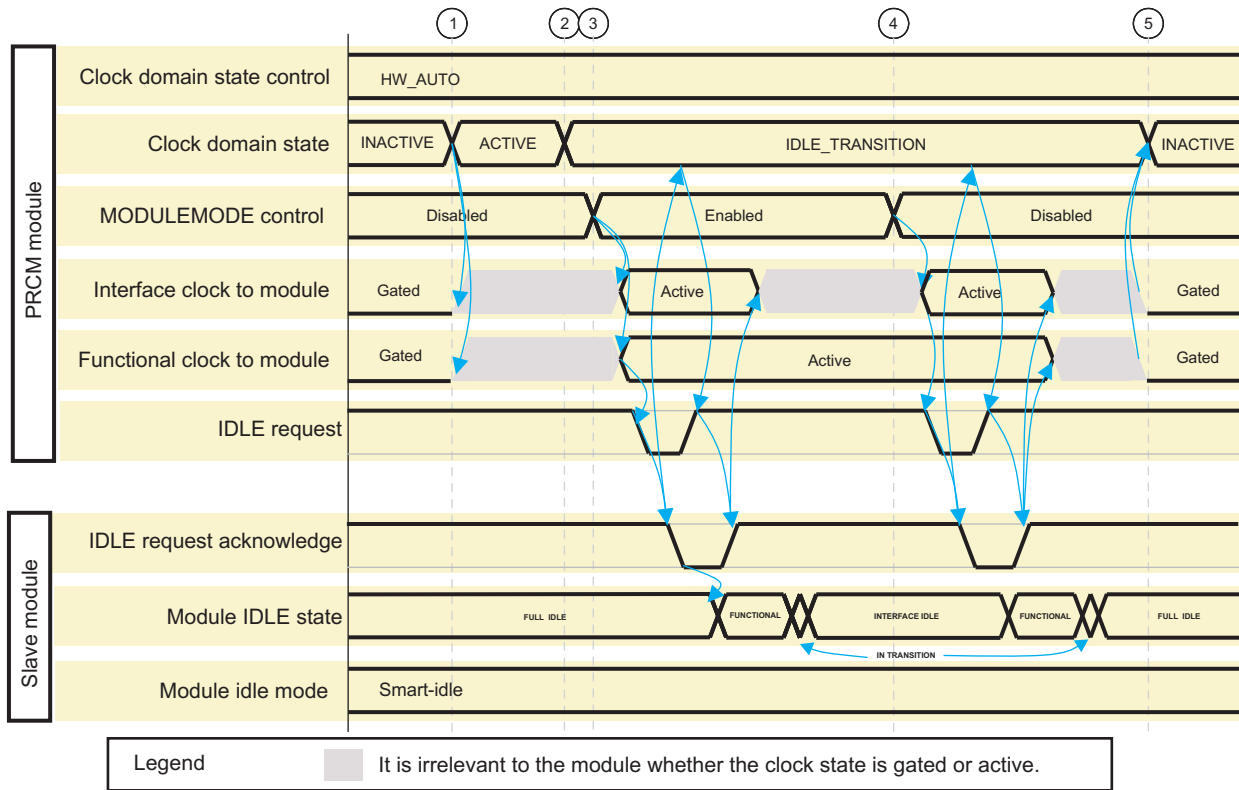 1 2 3 4 5
PRCM module
Clock domain state control
HW_AUTO
Clock domain state
INACTIVE ACTIVE IDLE_TRANSITION INACTIVE
MODULEMODE control
Disabled Enabled Disabled
Interface clock to module
Gated Active Active Gated
Functional clock to module
Gated Active Gated
IDLE request
Slave module
IDLE request acknowledge
Module IDLE state
FULL IDLE FUNCTIONAL INTERFACE IDLE FUNCTIONAL FULL IDLE
IN TRANSITION
Module idle mode
Smart-idle
Legend It is irrelevant to the module whether the clock state is gated or active.